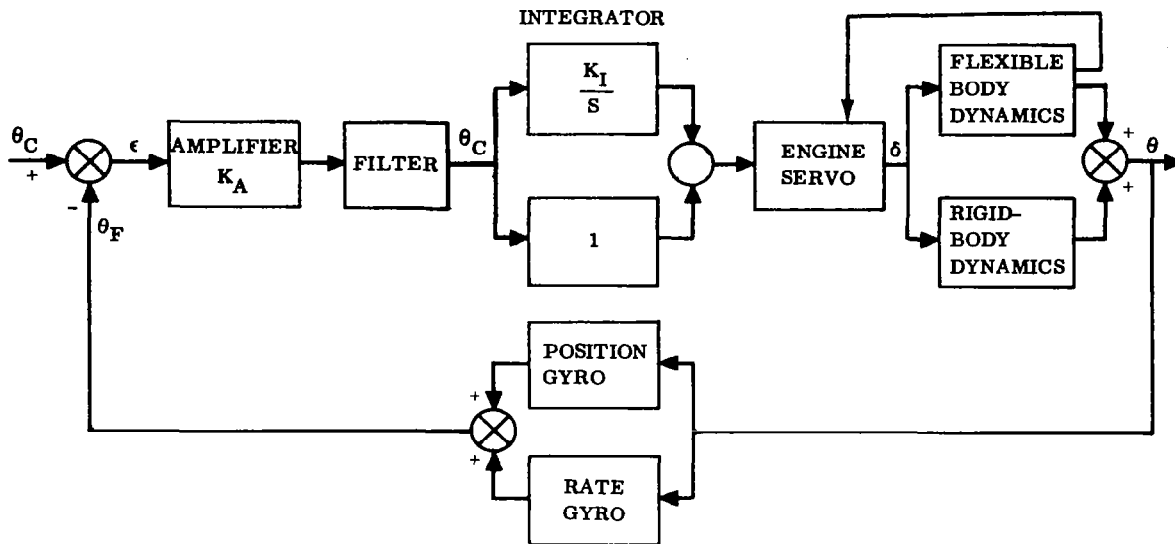 INTEGRATOR
θC
+
-
ϵ
AMPLIFIER
KA
FILTER
θC
KI
S
1
ENGINE
SERVO
δ
FLEXIBLE
BODY
DYNAMICS
RIGID-
BODY
DYNAMICS
+
+
θ
θF
POSITION
GYRO
+
+
RATE
GYRO